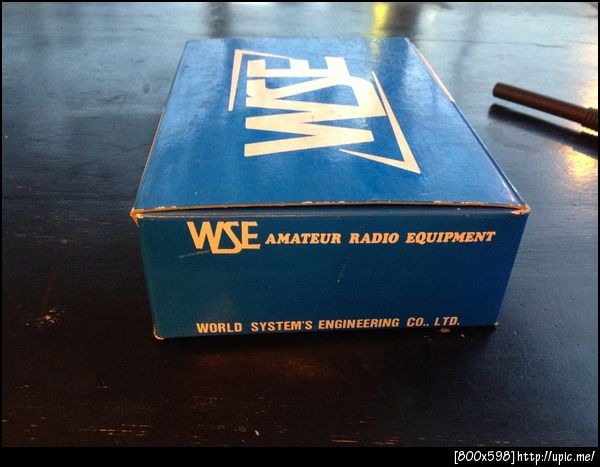 WSE
WSE AMATEUR RADIO EQUIPMENT
WORLD SYSTEM'S ENGINEERING CO., LTD.
[800x598]http://upic.me/